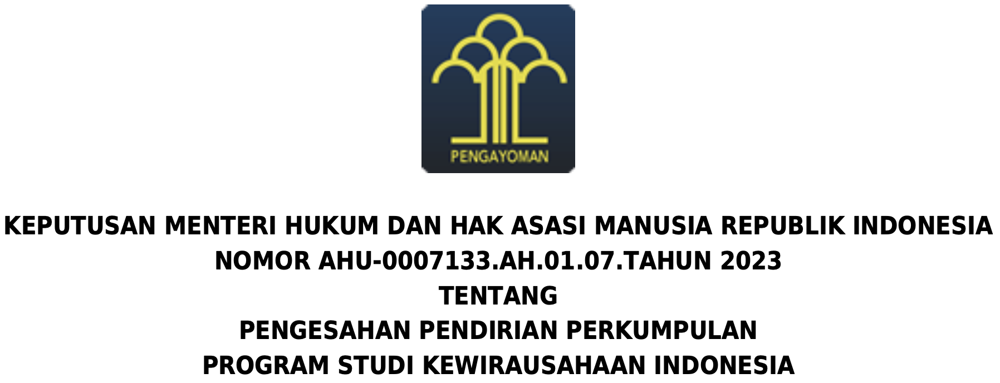 PENGAYOMAN
KEPUTUSAN MENTERI HUKUM DAN HAK ASASI MANUSIA REPUBLIK INDONESIA
NOMOR AHU-0007133.AH.01.07.TAHUN 2023
TENTANG
PENGESAHAN PENDIRIAN PERKUMPULAN
PROGRAM STUDI KEWIRAUSAHAAN INDONESIA